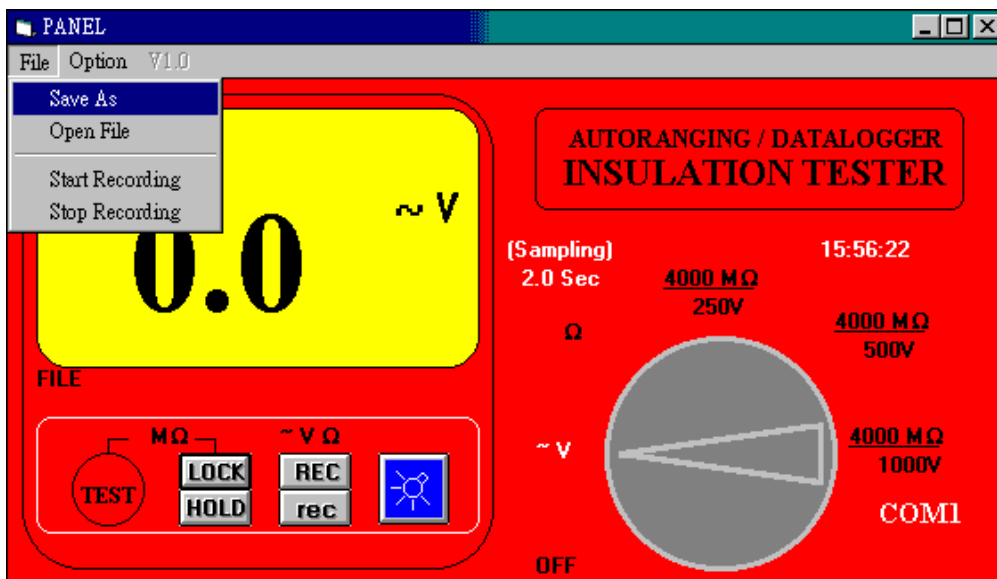 PANEL
File Option V1.0
Save As
Open File
Start Recording
Stop Recording
0.0
~ V
FILE
MΩ
~ V Ω
TEST
LOCK
HOLD
REC
rec
AUTORANGING / DATALOGGER
INSULATION TESTER
(Sampling)
2.0 Sec
15:56:22
4000 MΩ
250V
4000 MΩ
500V
4000 MΩ
1000V
Ω
~ V
OFF
COM1